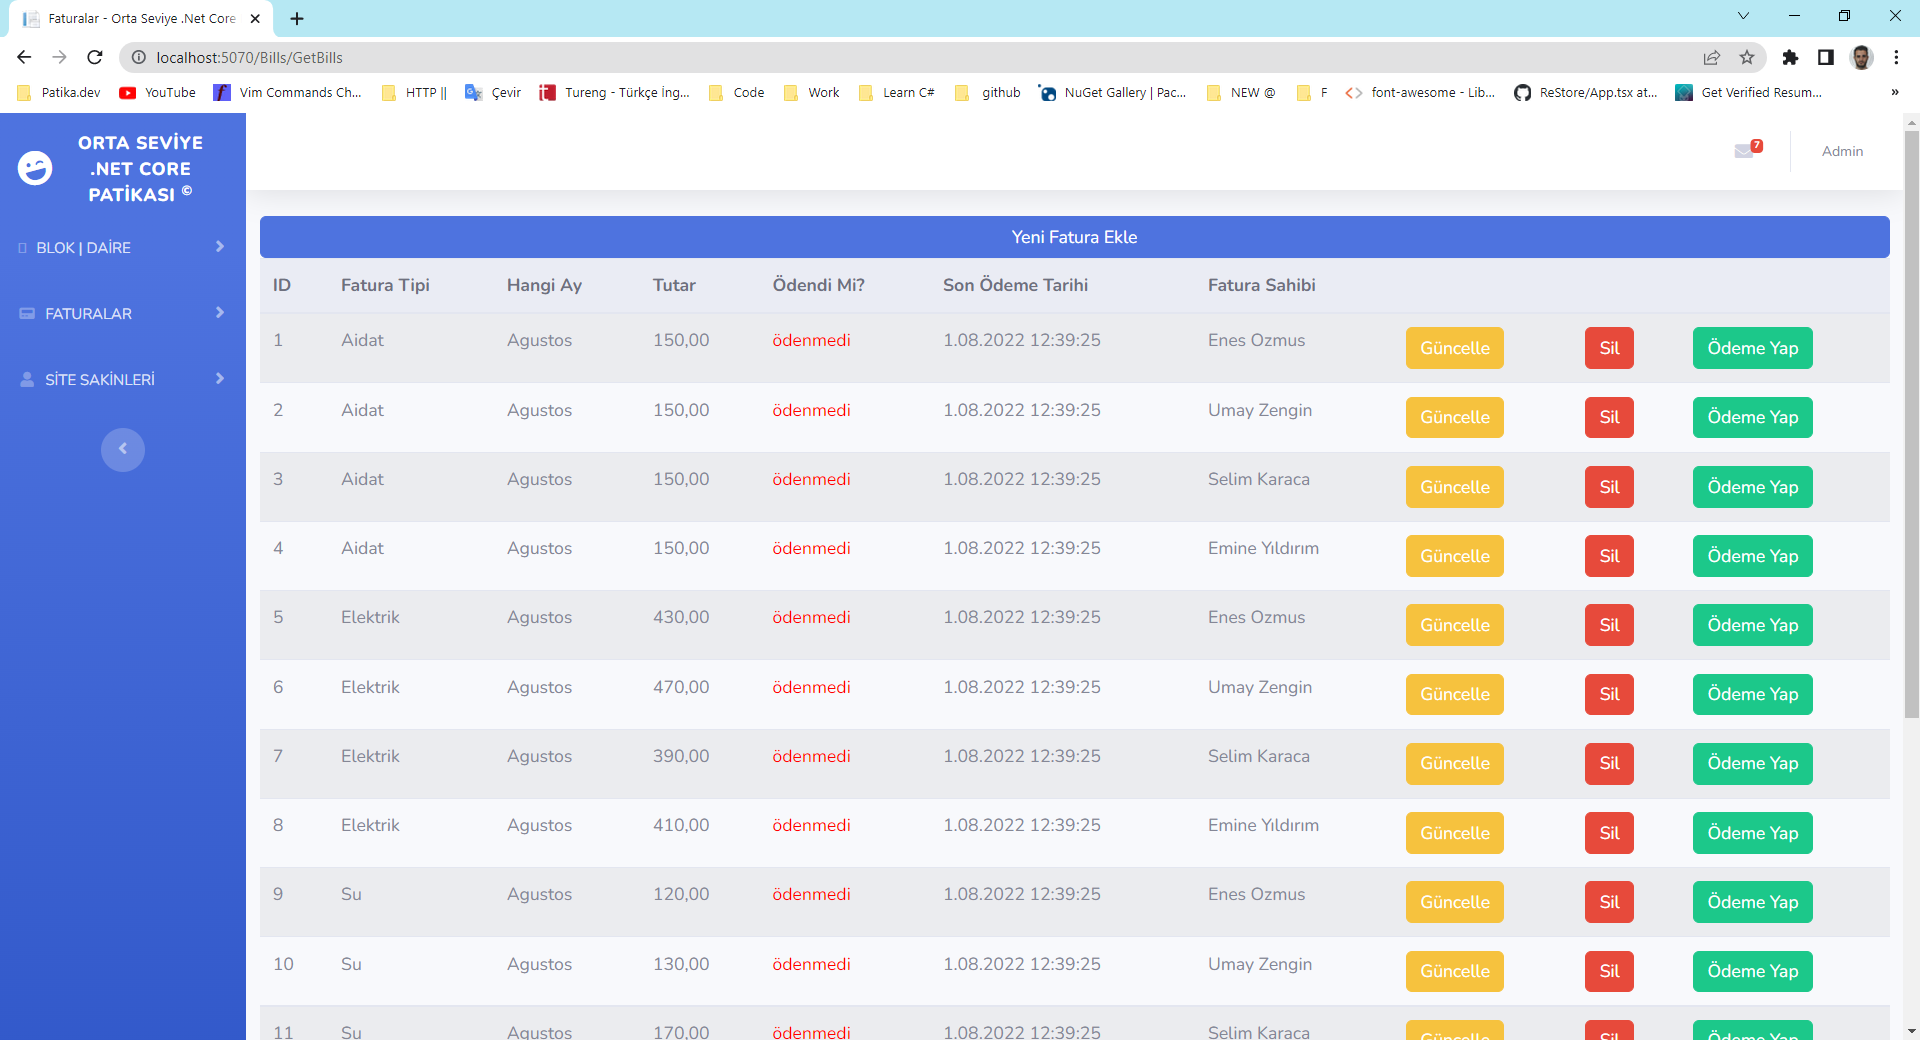 Faturalar - Orta Seviye .Net Core
localhost:5070/Bills/GetBills
Patika.dev YouTube Vim Commands Ch... HTTP || Çevir Tureng - Türkçe İng... Code Work Learn C# github NuGet Gallery | Pac... NEW @ F font-awesome - Lib... ReStore/App.tsx at... Get Verified Resum... »
ORTA SEVİYE
.NET CORE
PATİKASI ©
BLOK | DAİRE
FATURALAR
SİTE SAKİNLERİ
7 Admin
Yeni Fatura Ekle
ID Fatura Tipi Hangi Ay Tutar Ödendi Mi? Son Ödeme Tarihi Fatura Sahibi
1 Aidat Agustos 150,00 ödenmedi 1.08.2022 12:39:25 Enes Ozmus Güncelle Sil Ödeme Yap
2 Aidat Agustos 150,00 ödenmedi 1.08.2022 12:39:25 Umay Zengin Güncelle Sil Ödeme Yap
3 Aidat Agustos 150,00 ödenmedi 1.08.2022 12:39:25 Selim Karaca Güncelle Sil Ödeme Yap
4 Aidat Agustos 150,00 ödenmedi 1.08.2022 12:39:25 Emine Yıldırım Güncelle Sil Ödeme Yap
5 Elektrik Agustos 430,00 ödenmedi 1.08.2022 12:39:25 Enes Ozmus Güncelle Sil Ödeme Yap
6 Elektrik Agustos 470,00 ödenmedi 1.08.2022 12:39:25 Umay Zengin Güncelle Sil Ödeme Yap
7 Elektrik Agustos 390,00 ödenmedi 1.08.2022 12:39:25 Selim Karaca Güncelle Sil Ödeme Yap
8 Elektrik Agustos 410,00 ödenmedi 1.08.2022 12:39:25 Emine Yıldırım Güncelle Sil Ödeme Yap
9 Su Agustos 120,00 ödenmedi 1.08.2022 12:39:25 Enes Ozmus Güncelle Sil Ödeme Yap
10 Su Agustos 130,00 ödenmedi 1.08.2022 12:39:25 Umay Zengin Güncelle Sil Ödeme Yap
11 Su Agustos 170,00 ödenmedi 1.08.2022 12:39:25 Selim Karaca Güncelle Sil Ödeme Yap